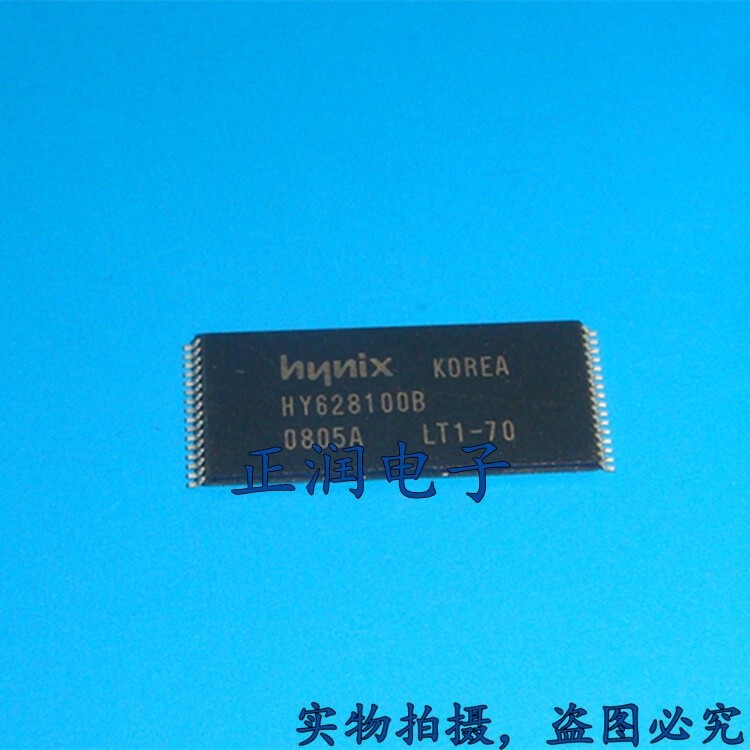 hynix KOREA
HY628100B
0805A LT1-70
正润电子
实物拍摄，盗图必究